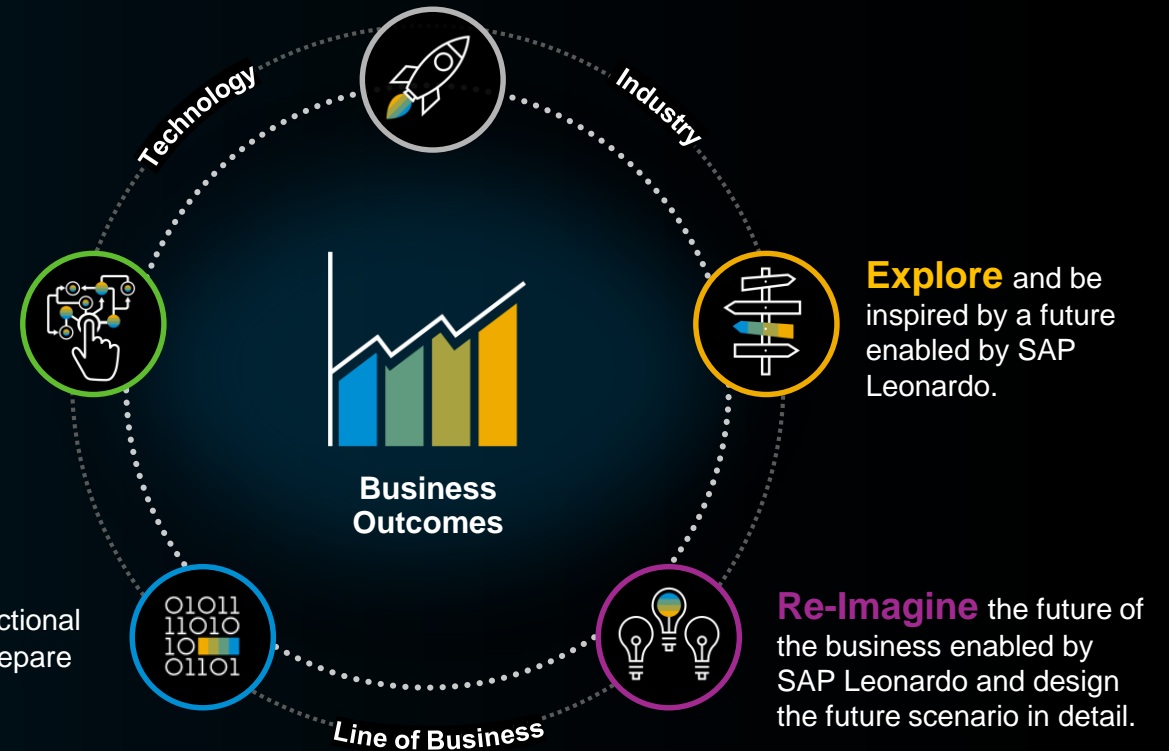 Technology
Industry
Explore and be
inspired by a future
enabled by SAP
Leonardo.
Business
Outcomes
01011
11010
10
01101
Re-Imagine the future of
the business enabled by
SAP Leonardo and design
the future scenario in detail.
Line of Business